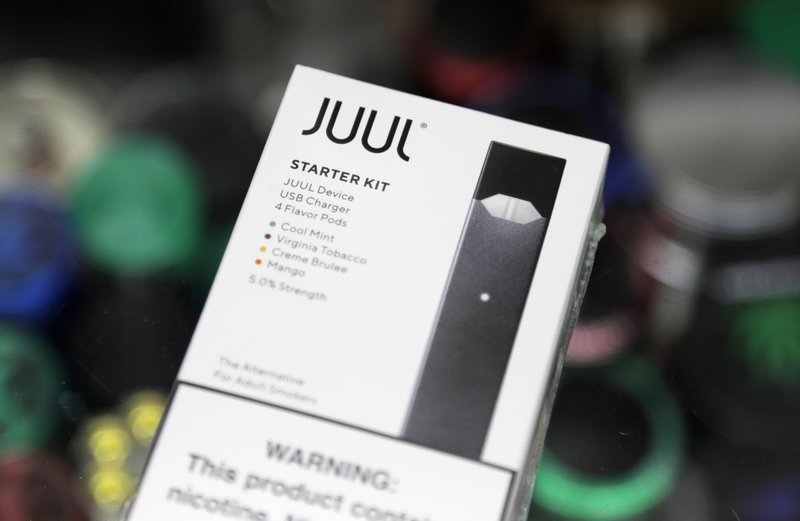 JUUL®
STARTER KIT
JUUL Device
USB Charger
4 Flavor Pods
Cool Mint
Virginia Tobacco
Creme Brulee
Mango
5.0% Strength
The Alternative
For Adult Smokers
WARNING:
This product
nicotine.